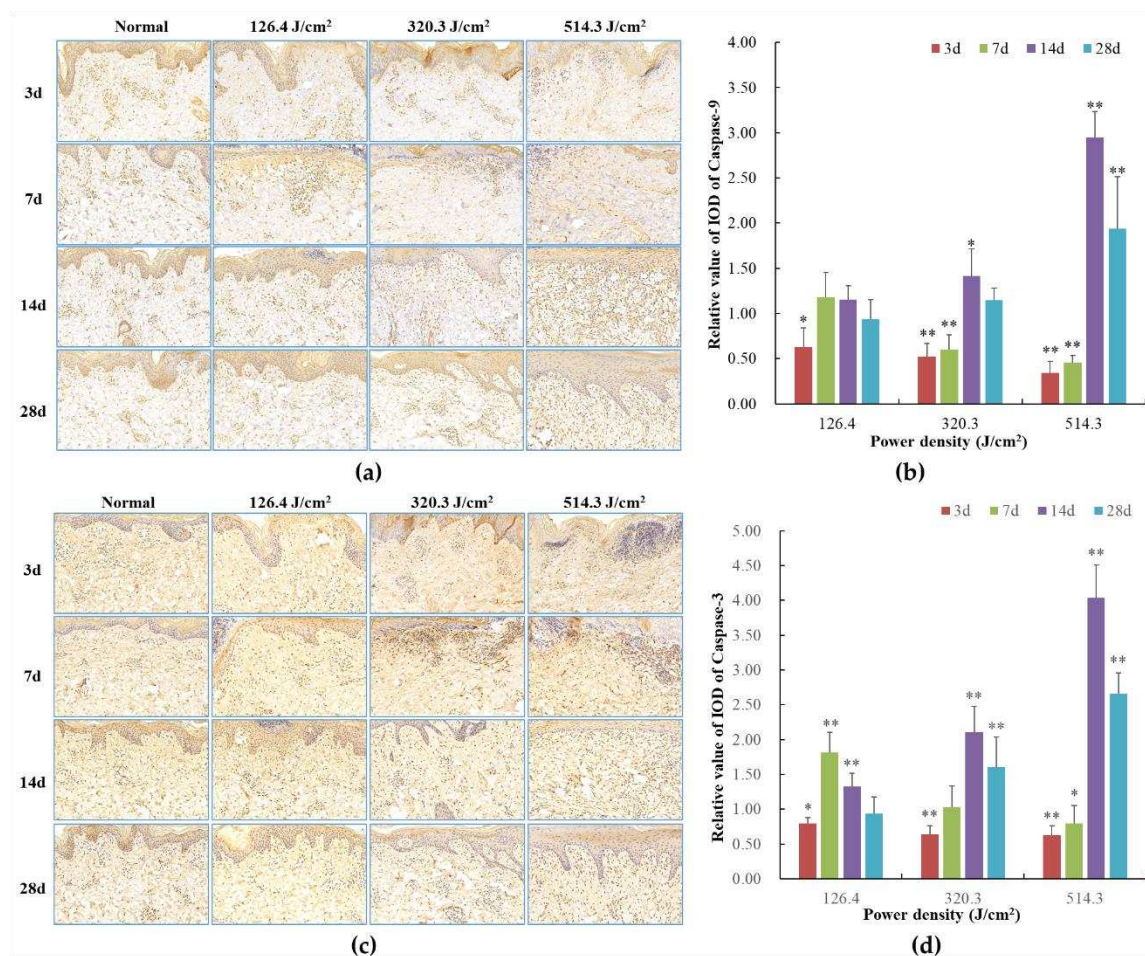 Normal 126.4 J/cm² 320.3 J/cm² 514.3 J/cm²
3d
7d
14d
28d
(a)
4.00
3.50
3.00
2.50
2.00
1.50
1.00
0.50
0.00
Relative value of IOD of Caspase-9
3d 7d 14d 28d
*
** ** *
** ** ** **
126.4 320.3 514.3
Power density (J/cm²)
(b)
Normal 126.4 J/cm² 320.3 J/cm² 514.3 J/cm²
3d
7d
14d
28d
(c)
5.00
4.50
4.00
3.50
3.00
2.50
2.00
1.50
1.00
0.50
0.00
Relative value of IOD of Caspase-3
3d 7d 14d 28d
* ** **
** ** **
** * ** **
126.4 320.3 514.3
Power density (J/cm²)
(d)